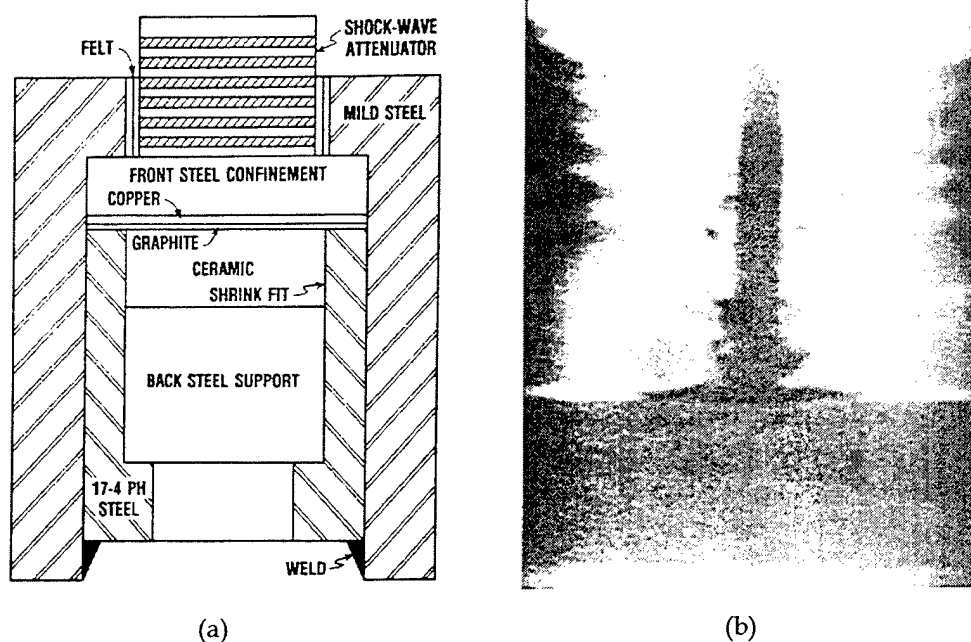 SHOCK-WAVE
ATTENUATOR
FELT
MILD STEEL
FRONT STEEL CONFINEMENT
COPPER
GRAPHITE
CERAMIC
SHRINK FIT
BACK STEEL SUPPORT
17-4 PH
STEEL
WELD
(a)
(b)